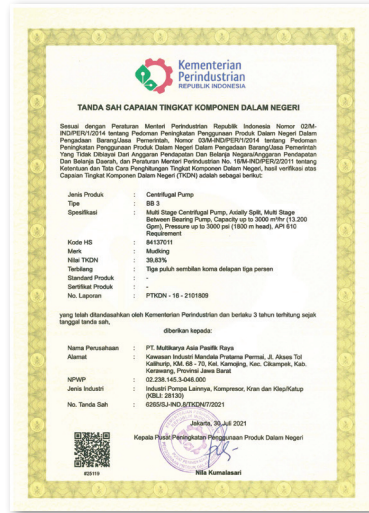 Kementerian
Perindustrian
REPUBLIK INDONESIA
TANDA SAH CAPAIAN TINGKAT KOMPONEN DALAM NEGERI
Sesuai dengan Peraturan Menteri Perindustrian Republik Indonesia Nomor 02/M-
IND/PER/1/2014 tentang Pedoman Peningkatan Penggunaan Produk Dalam Negeri Dalam
Pengadaan Barang/Jasa Pemerintah, Nomor 03/M-IND/PER/1/2014 tentang Pedoman
Peningkatan Penggunaan Produk Dalam Negeri Dalam Pengadaan Barang/Jasa Pemerintah
Yang Tidak Dibiayai Dari Anggaran Pendapatan Dan Belanja Negara/Anggaran Pendapatan
Dan Belanja Daerah, dan Peraturan Menteri Perindustrian No. 16/M-IND/PER/2/2011 tentang
Ketentuan dan Tata Cara Penghitungan Tingkat Komponen Dalam Negeri, hasil verifikasi atas
Capaian Tingkat Komponen Dalam Negeri (TKDN) adalah sebagai berikut:
Jenis Produk : Centrifugal Pump
Tipe : BB 3
Spesifikasi : Multi Stage Centrifugal Pump, Axially Split, Multi Stage
Between Bearing Pump, Capacity up to 3000 m³/hr (13.200
Gpm), Pressure up to 3000 psi (1800 m head), API 610
Requirement
Kode HS : 84137011
Merk : Mudking
Nilai TKDN : 39,83%
Terbilang : Tiga puluh sembilan koma delapan tiga persen
Standard Produk : -
Sertifikat Produk : -
No. Laporan : PTKDN - 16 - 2101809
yang telah ditandasahkan oleh Kementerian Perindustrian dan berlaku 3 tahun terhitung sejak
tanggal tanda sah,
diberikan kepada:
Nama Perusahaan : PT. Multikarya Asia Pasifik Raya
Alamat : Kawasan Industri Mandala Pratama Permai, Jl. Akses Tol
Kalihurip, KM. 68 - 70, Kel. Kamojing, Kec. Cikampek, Kab.
Karawang, Provinsi Jawa Barat
NPWP : 02.238.145.3-046.000
Jenis Industri : Industri Pompa Lainnya, Kompresor, Kran dan Klep/Katup
(KBLI: 28130)
No. Tanda Sah : 6265/SJ-IND.8/TKDN/7/2021
Jakarta, 30 Juli 2021
Kepala Pusat Peningkatan Penggunaan Produk Dalam Negeri
#25119
Nila Kumalasari